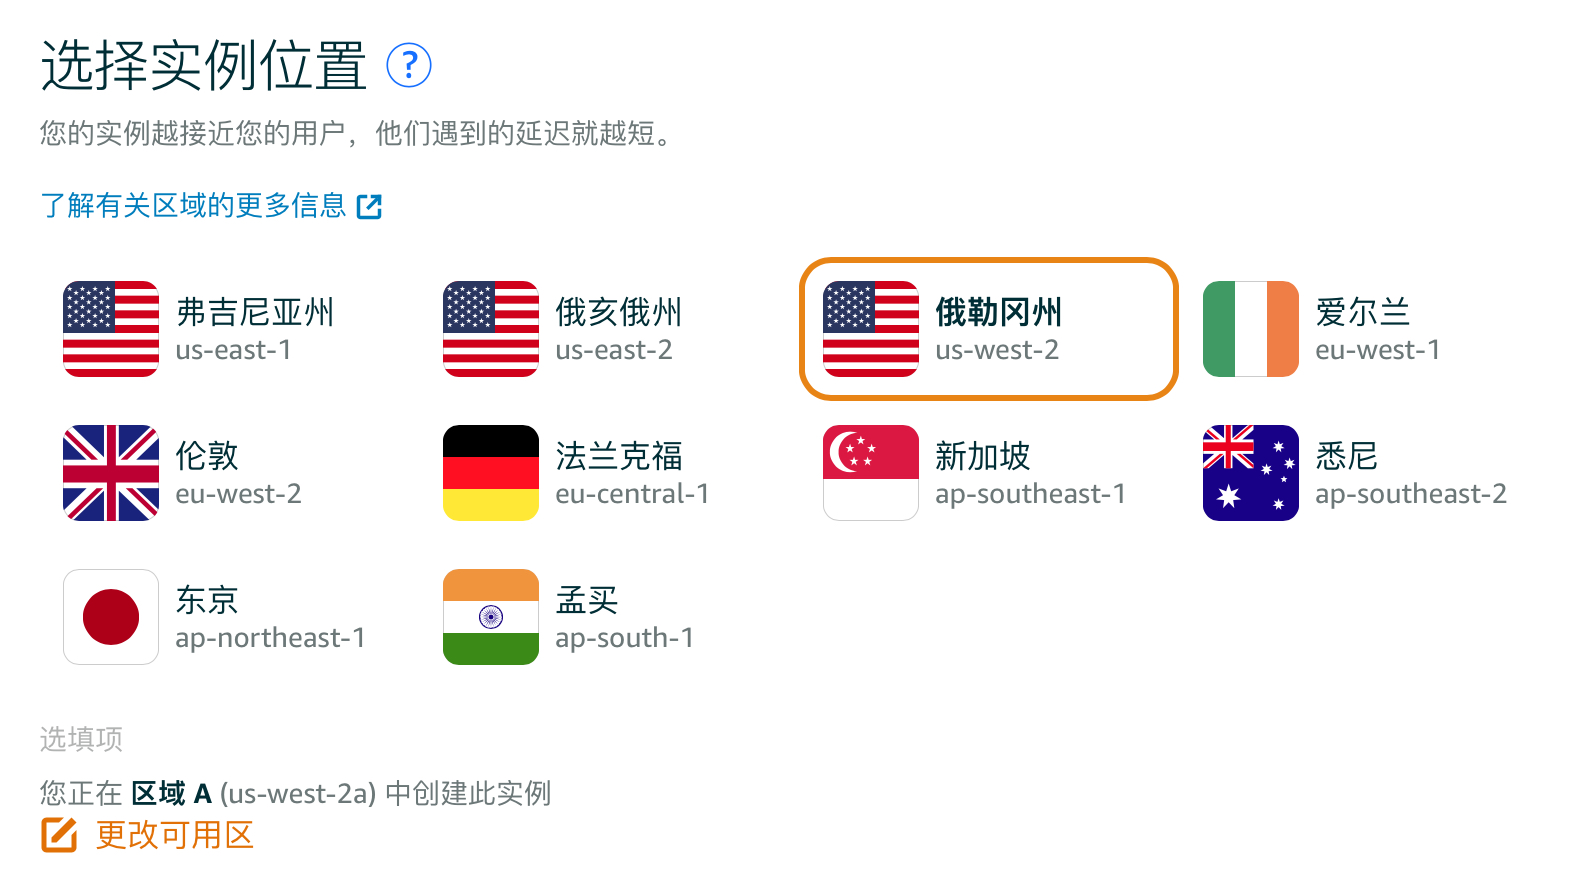 选择实例位置 ?
您的实例越接近您的用户，他们遇到的延迟就越短。
了解有关区域的更多信息
弗吉尼亚州
us-east-1
俄亥俄州
us-east-2
俄勒冈州
us-west-2
爱尔兰
eu-west-1
伦敦
eu-west-2
法兰克福
eu-central-1
新加坡
ap-southeast-1
悉尼
ap-southeast-2
东京
ap-northeast-1
孟买
ap-south-1
选填项
您正在 区域 A (us-west-2a) 中创建此实例
更改可用区